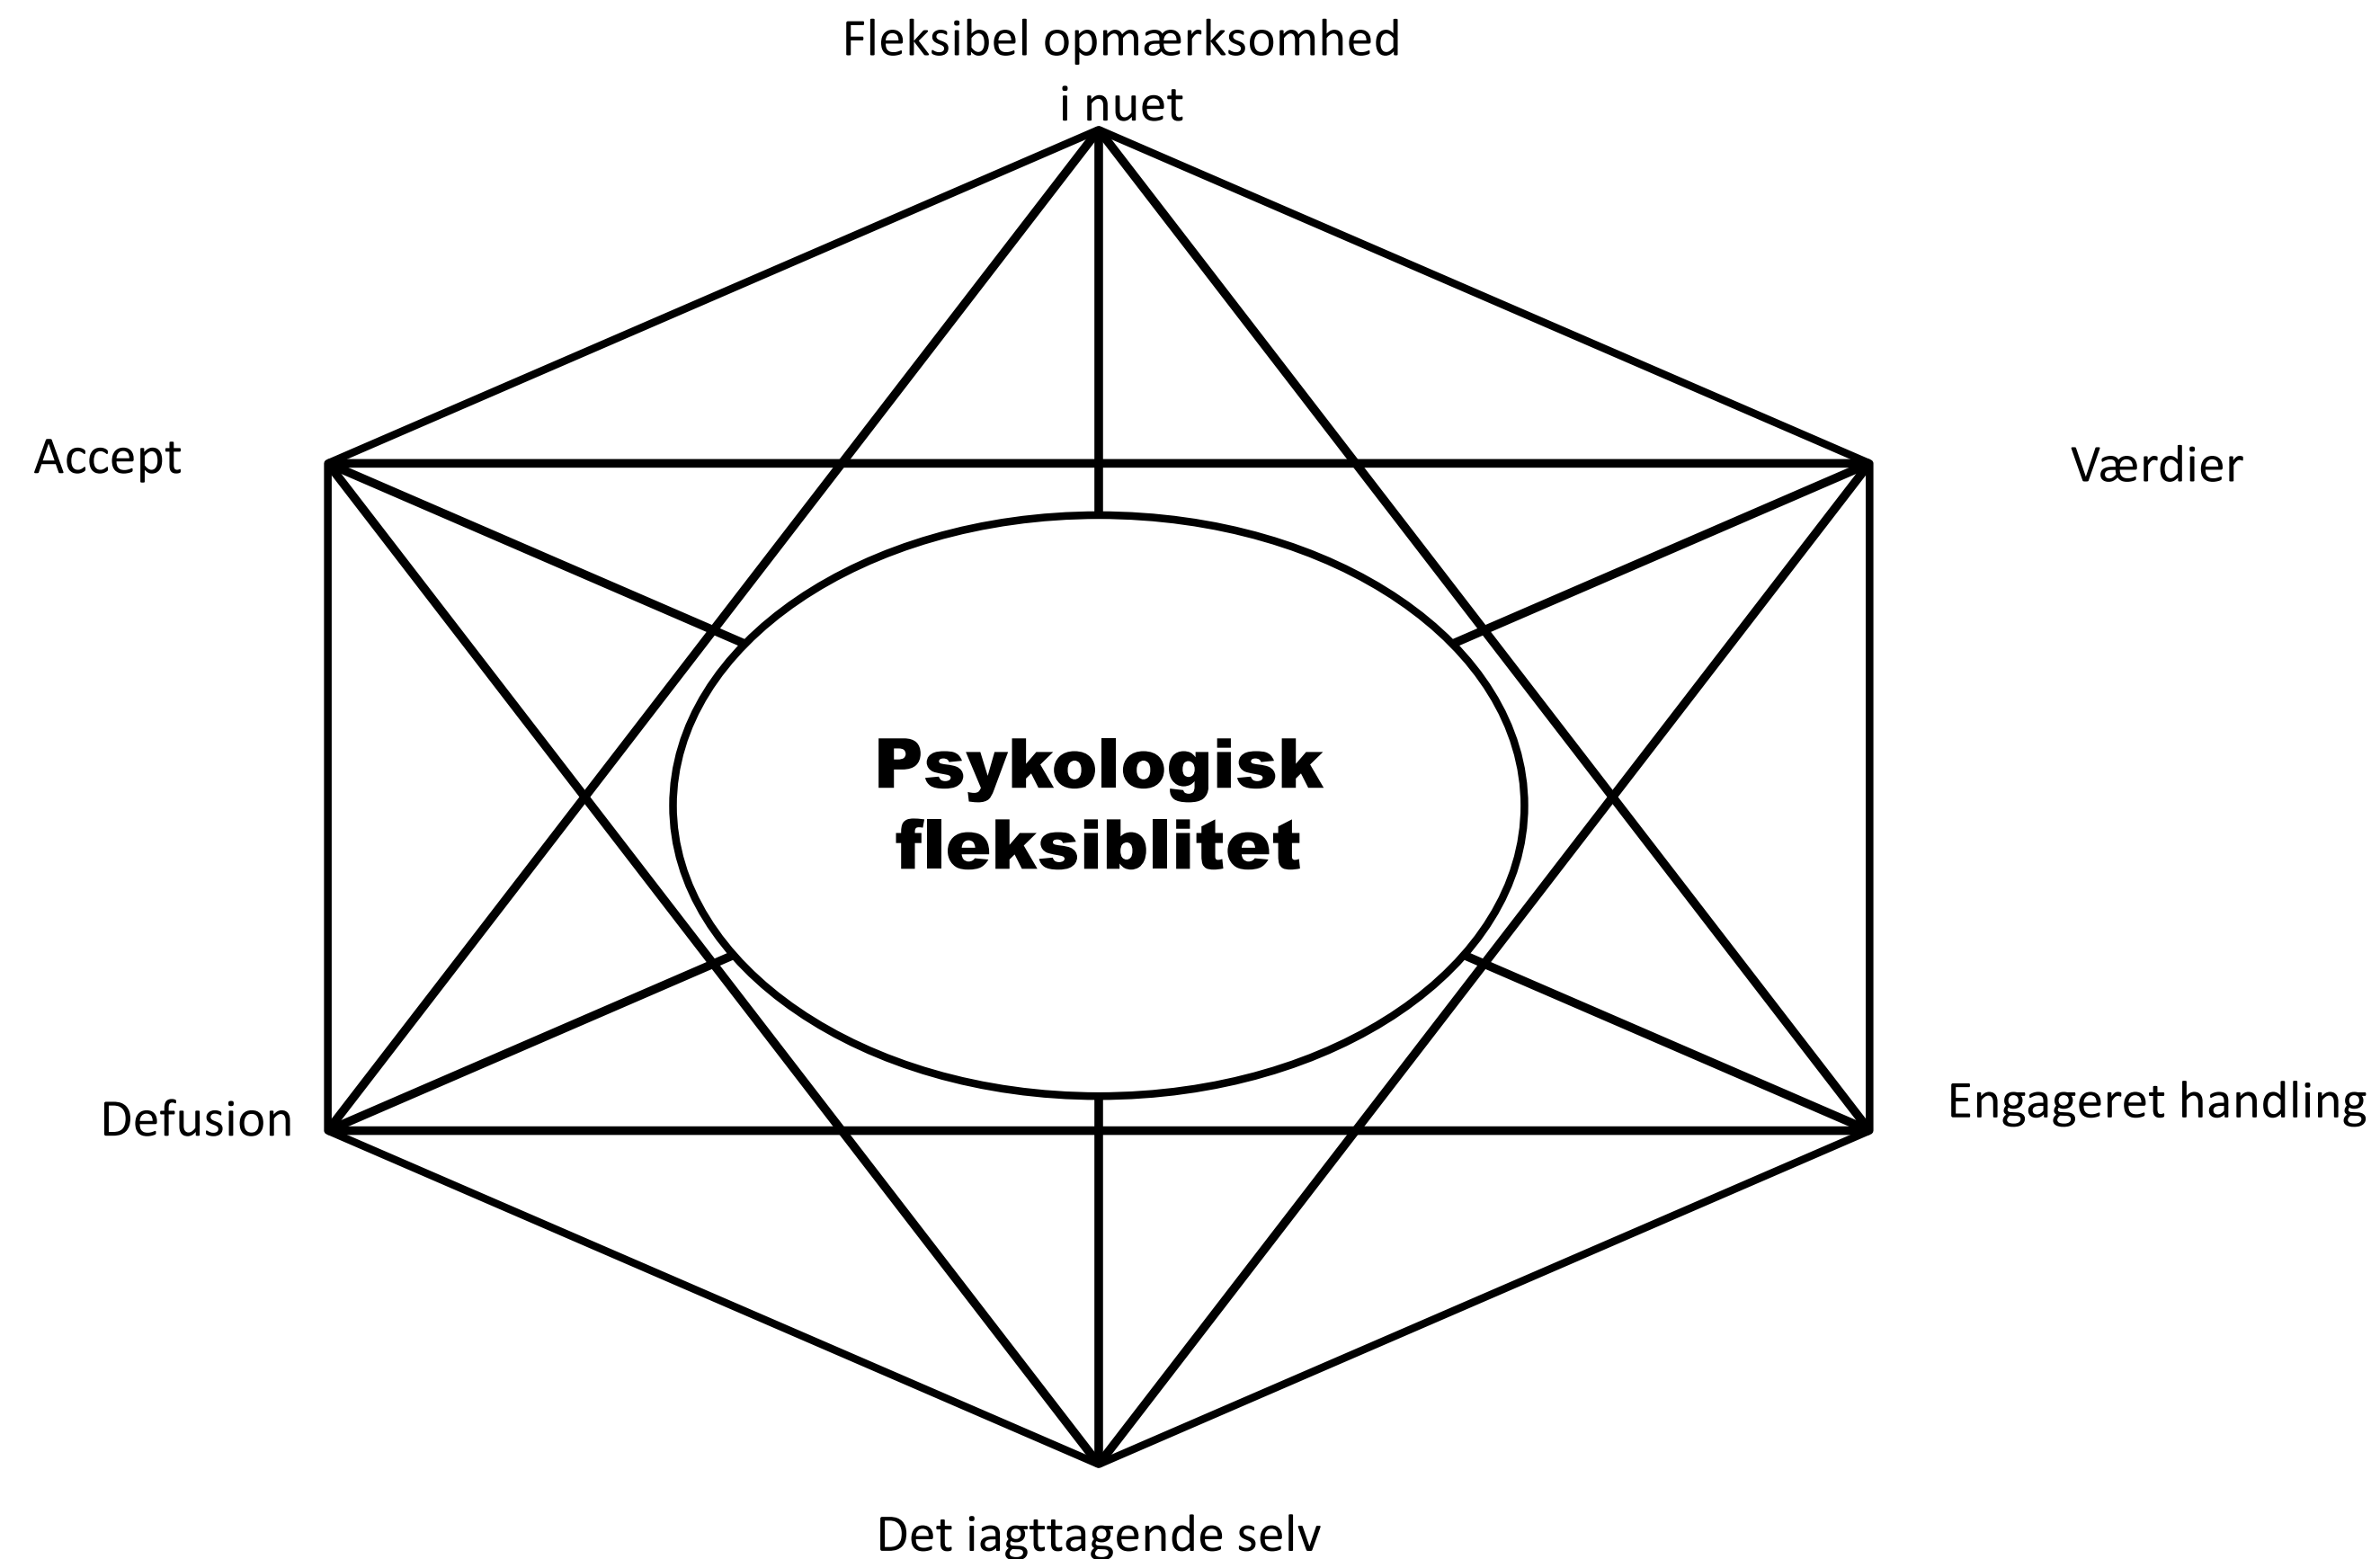 Fleksibel opmærksomhed
i nuet
Accept
Værdier
Psykologisk
fleksiblitet
Defusion
Engageret handling
Det iagttagende selv